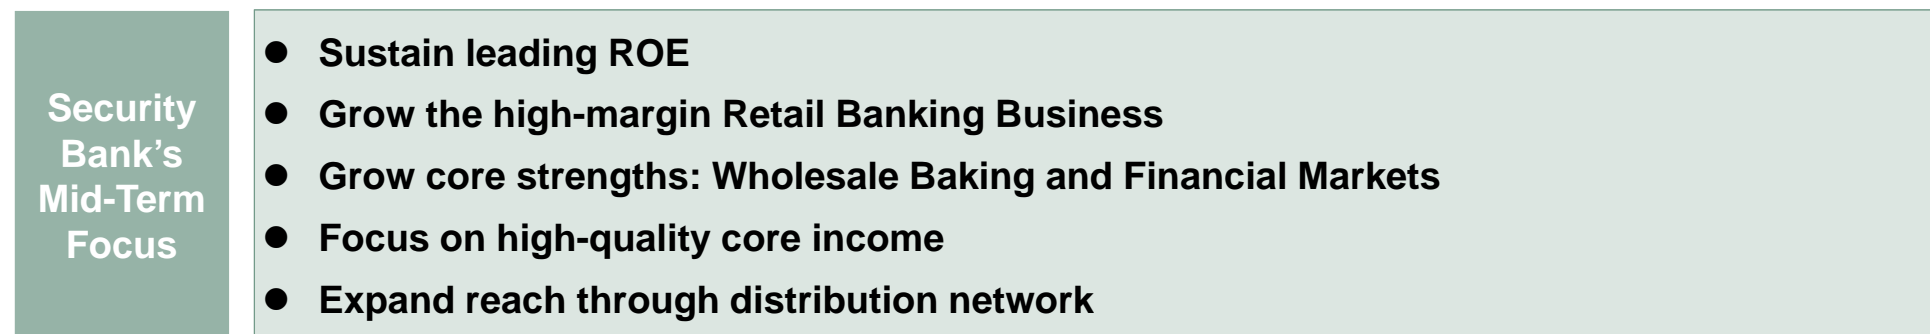 Security
Bank’s
Mid-Term
Focus
● Sustain leading ROE
● Grow the high-margin Retail Banking Business
● Grow core strengths: Wholesale Baking and Financial Markets
● Focus on high-quality core income
● Expand reach through distribution network